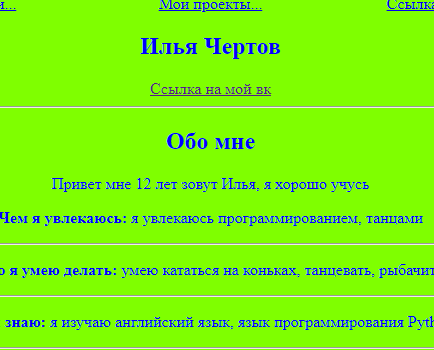 Мои проекты... Ссылка
Илья Чертов
Ссылка на мой вк
Обо мне
Привет мне 12 лет зовут Илья, я хорошо учусь
Чем я увлекаюсь: я увлекаюсь программированием, танцами
я умею делать: умею кататься на коньках, танцевать, рыбачит
знаю: я изучаю английский язык, язык программирования Pyth